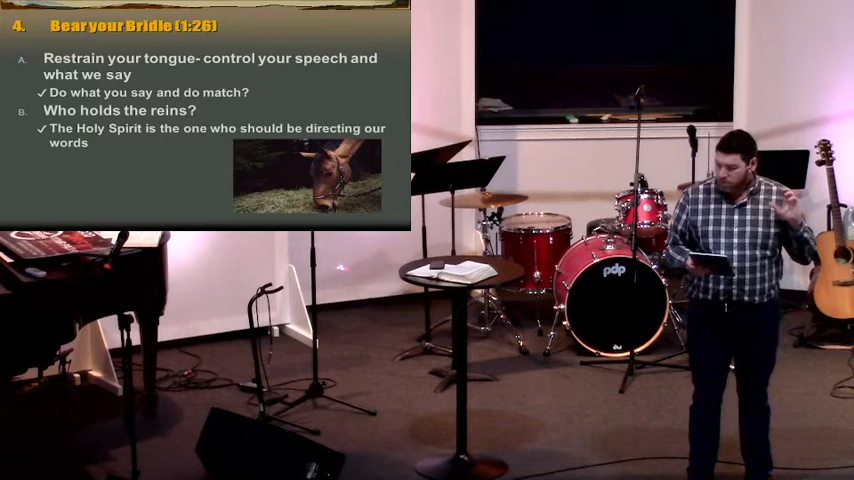 4. Bear your Bridle (1:26)
A. Restrain your tongue- control your speech and
what we say
✓ Do what you say and do match?
B. Who holds the reins?
✓ The Holy Spirit is the one who should be directing our
words
pdp